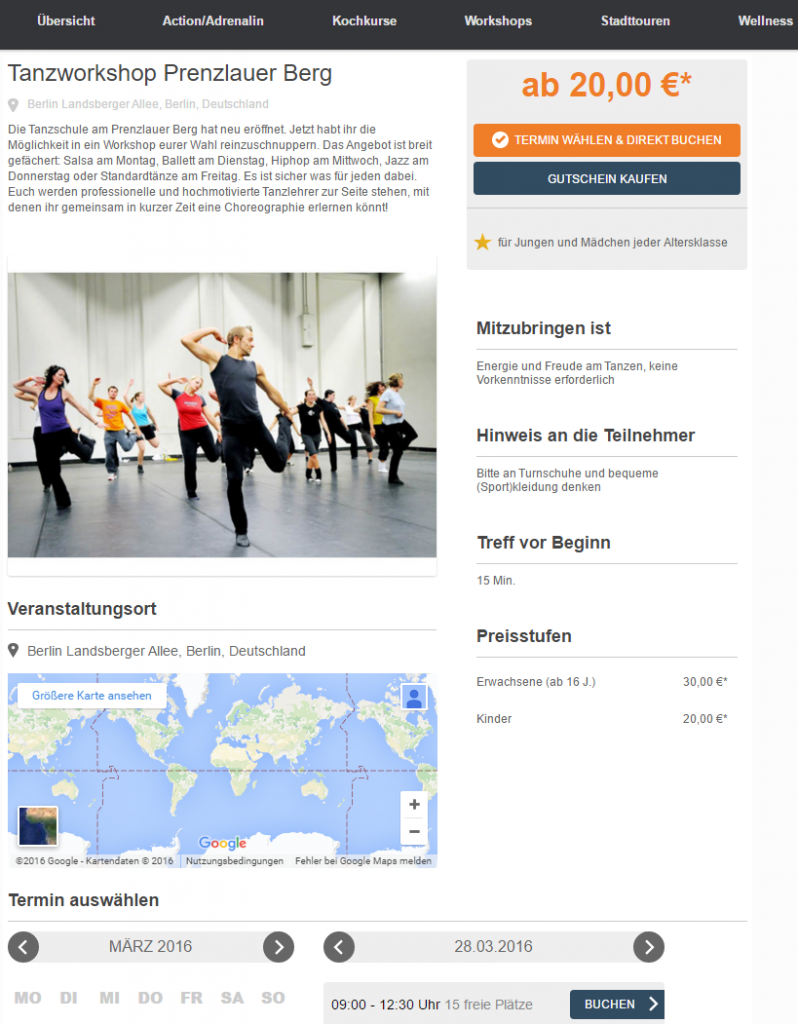 Übersicht Action/Adrenalin Kochkurse Workshops Stadttouren Wellness
Tanzworkshop Prenzlauer Berg
Berlin Landsberger Allee, Berlin, Deutschland
Die Tanzschule am Prenzlauer Berg hat neu eröffnet. Jetzt habt ihr die
Möglichkeit in ein Workshop eurer Wahl reinzuschnuppern. Das Angebot ist breit
gefächert: Salsa am Montag, Ballett am Dienstag, Hiphop am Mittwoch, Jazz am
Donnerstag oder Standardtänze am Freitag. Es ist sicher was für jeden dabei.
Euch werden professionelle und hochmotivierte Tanzlehrer zur Seite stehen, mit
denen ihr gemeinsam in kurzer Zeit eine Choreographie erlernen könnt!
ab 20,00 €*
TERMIN WÄHLEN & DIREKT BUCHEN
GUTSCHEIN KAUFEN
für Jungen und Mädchen jeder Altersklasse
Mitzubringen ist
Energie und Freude am Tanzen, keine
Vorkenntnisse erforderlich
Hinweis an die Teilnehmer
Bitte an Turnschuhe und bequeme
(Sport)kleidung denken
Treff vor Beginn
15 Min.
Preisstufen
Erwachsene (ab 16 J.) 30,00 €*
Kinder 20,00 €*
Veranstaltungsort
Berlin Landsberger Allee, Berlin, Deutschland
Größere Karte ansehen
+
−
Google
©2016 Google - Kartendaten © 2016 Nutzungsbedingungen Fehler bei Google Maps melden
Termin auswählen
MÄRZ 2016
MO DI MI DO FR SA SO
28.03.2016
09:00 - 12:30 Uhr 15 freie Plätze BUCHEN